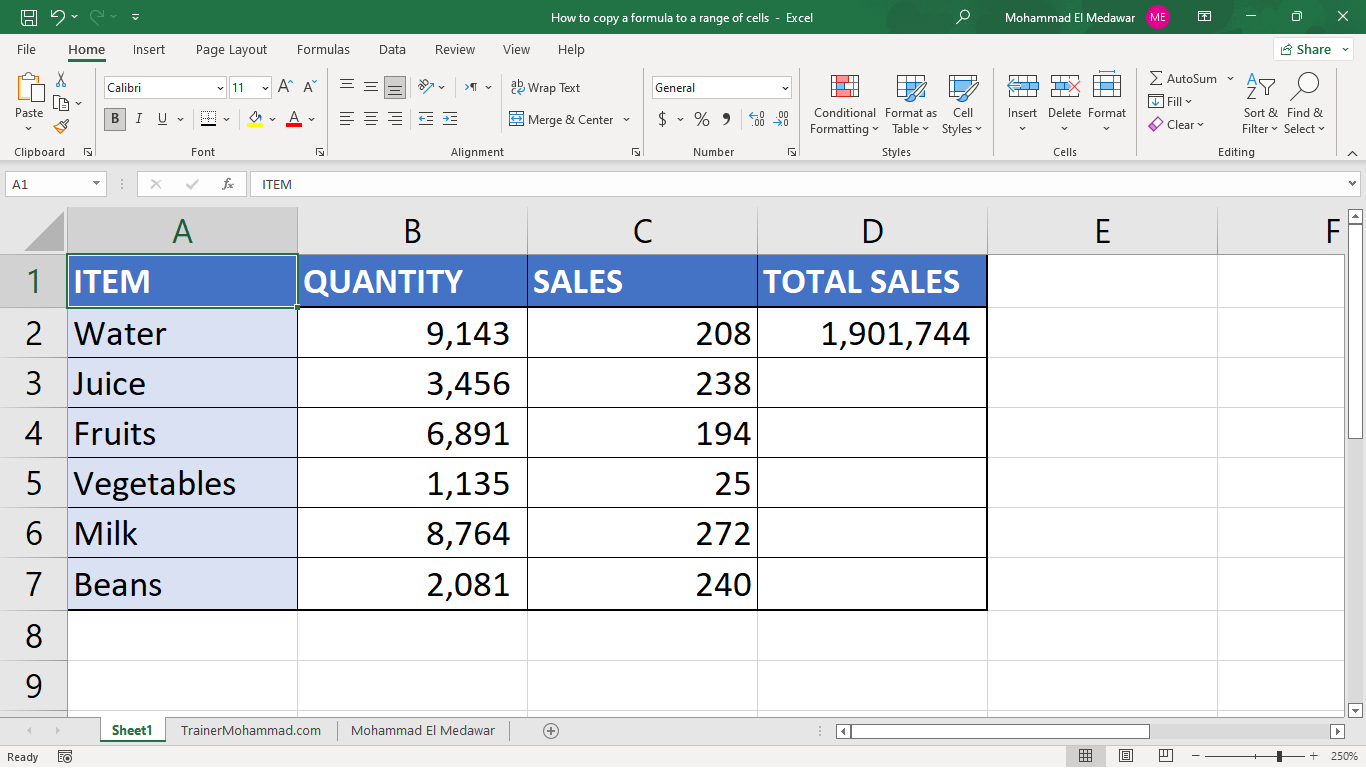 How to copy a formula to a range of cells - Excel
Mohammad El Medawar ME
File Home Insert Page Layout Formulas Data Review View Help Share
Paste
Calibri 11
B I U
ab Wrap Text
Merge & Center
General
$ % 9
Conditional Formatting
Format as Table
Cell Styles
Insert
Delete
Format
AutoSum
Fill
Clear
Sort & Filter
Find & Select
Clipboard Font Alignment Number Styles Cells Editing
A1 fx ITEM
A B C D E F
1 ITEM QUANTITY SALES TOTAL SALES
2 Water 9,143 208 1,901,744
3 Juice 3,456 238
4 Fruits 6,891 194
5 Vegetables 1,135 25
6 Milk 8,764 272
7 Beans 2,081 240
8
9
Sheet1 TrainerMohammad.com Mohammad El Medawar
Ready 250%